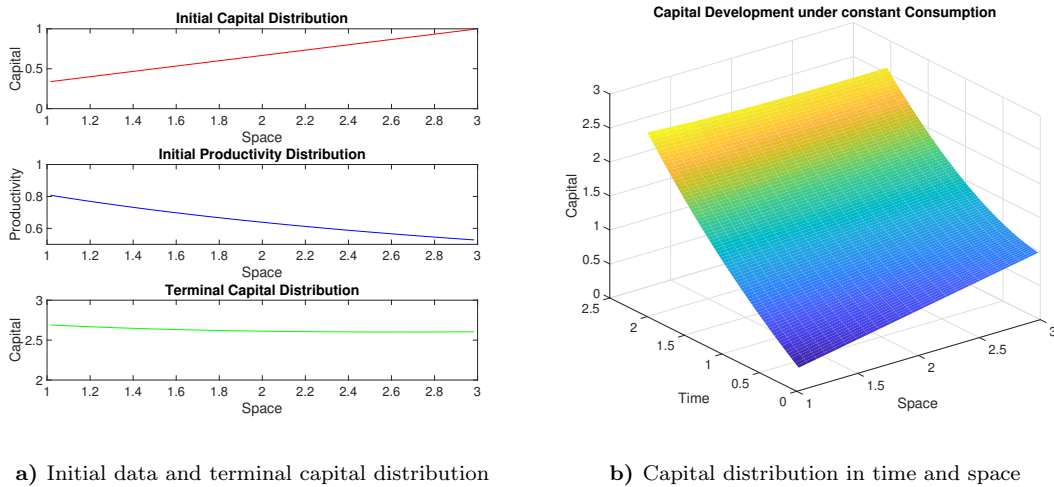 Initial Capital Distribution
1
0.5
0
Capital
1 1.2 1.4 1.6 1.8 2 2.2 2.4 2.6 2.8 3
Space
Initial Productivity Distribution
1
0.8
0.6
Productivity
1 1.2 1.4 1.6 1.8 2 2.2 2.4 2.6 2.8 3
Space
Terminal Capital Distribution
3
2.5
2
Capital
1 1.2 1.4 1.6 1.8 2 2.2 2.4 2.6 2.8 3
Space
a) Initial data and terminal capital distribution
Capital Development under constant Consumption
3
2.5
2
1.5
1
0.5
0
Capital
2.5
2
1.5
1
0.5
0
Time
1
1.5
2
2.5
3
Space
b) Capital distribution in time and space